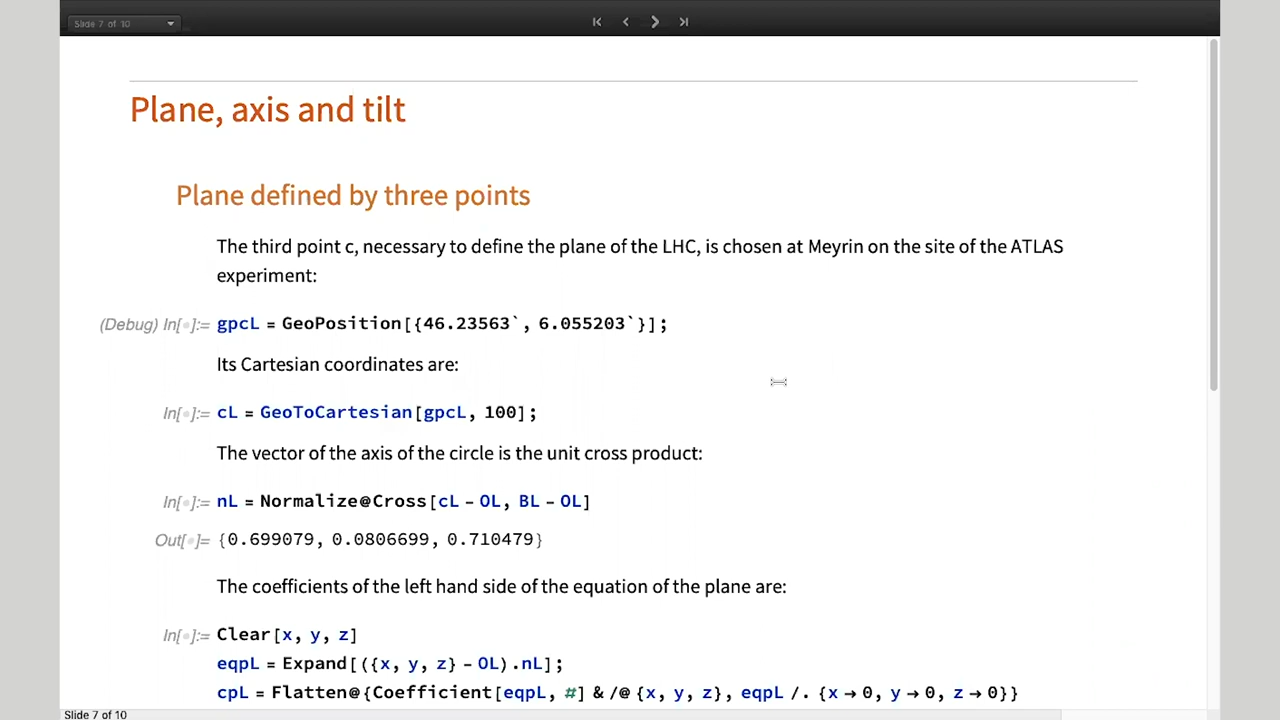 Slide 7 of 10
Plane, axis and tilt
Plane defined by three points
The third point c, necessary to define the plane of the LHC, is chosen at Meyrin on the site of the ATLAS
experiment:
(Debug) In[•]:= gpcL = GeoPosition[{46.23563`, 6.055203`}];
Its Cartesian coordinates are:
In[•]:= cL = GeoToCartesian[gpcL, 100];
The vector of the axis of the circle is the unit cross product:
In[•]:= nL = Normalize@Cross[cL - OL, BL - OL]
Out[•]= {0.699079, 0.0806699, 0.710479}
The coefficients of the left hand side of the equation of the plane are:
In[•]:= Clear[x, y, z]
eqpL = Expand[({x, y, z} - OL).nL];
cpL = Flatten@{Coefficient[eqpL, #] & /@ {x, y, z}, eqpL /. {x → 0, y → 0, z → 0}}
Slide 7 of 10